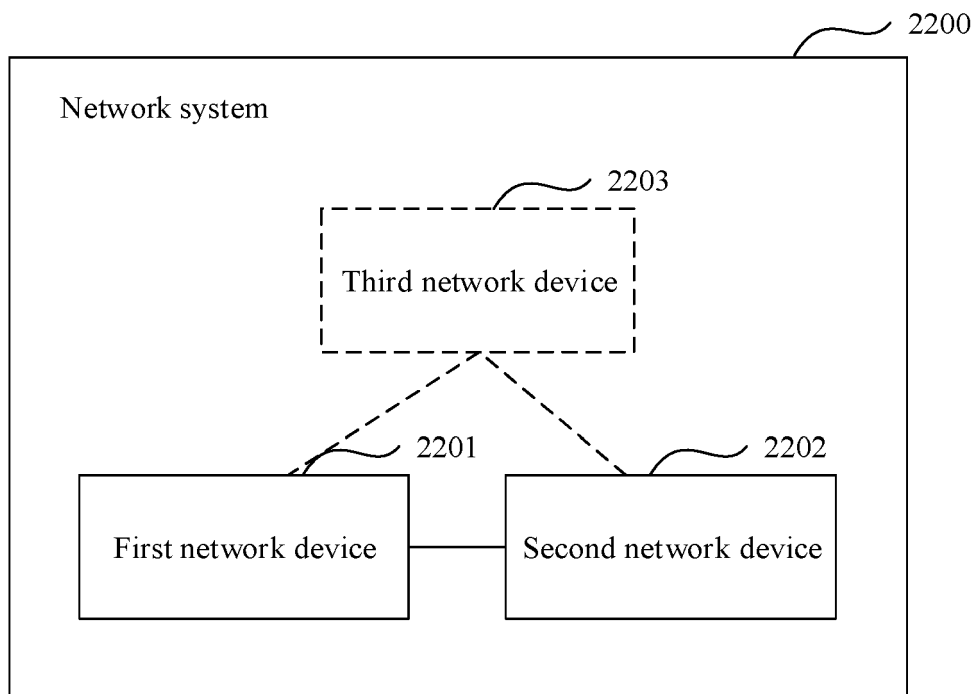 2200
Network system
2203
Third network device
2201
2202
First network device
Second network device